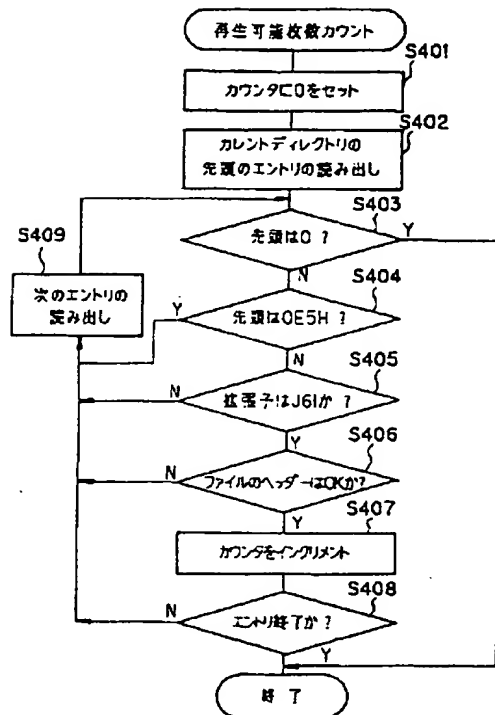 再生可能枚数カウント
S401
カウンタに0をセット
S402
カレントディレクトリの
先頭のエントリの読み出し
S403
先頭は0？
Y
N
S409
次のエントリの
読み出し
S404
先頭は0E5H？
Y
N
S405
拡張子はJ6Iか？
N
Y
S406
ファイルのヘッダーはOKか？
N
Y
S407
カウンタをインクリメント
S408
エントリ終了か？
N
Y
終了